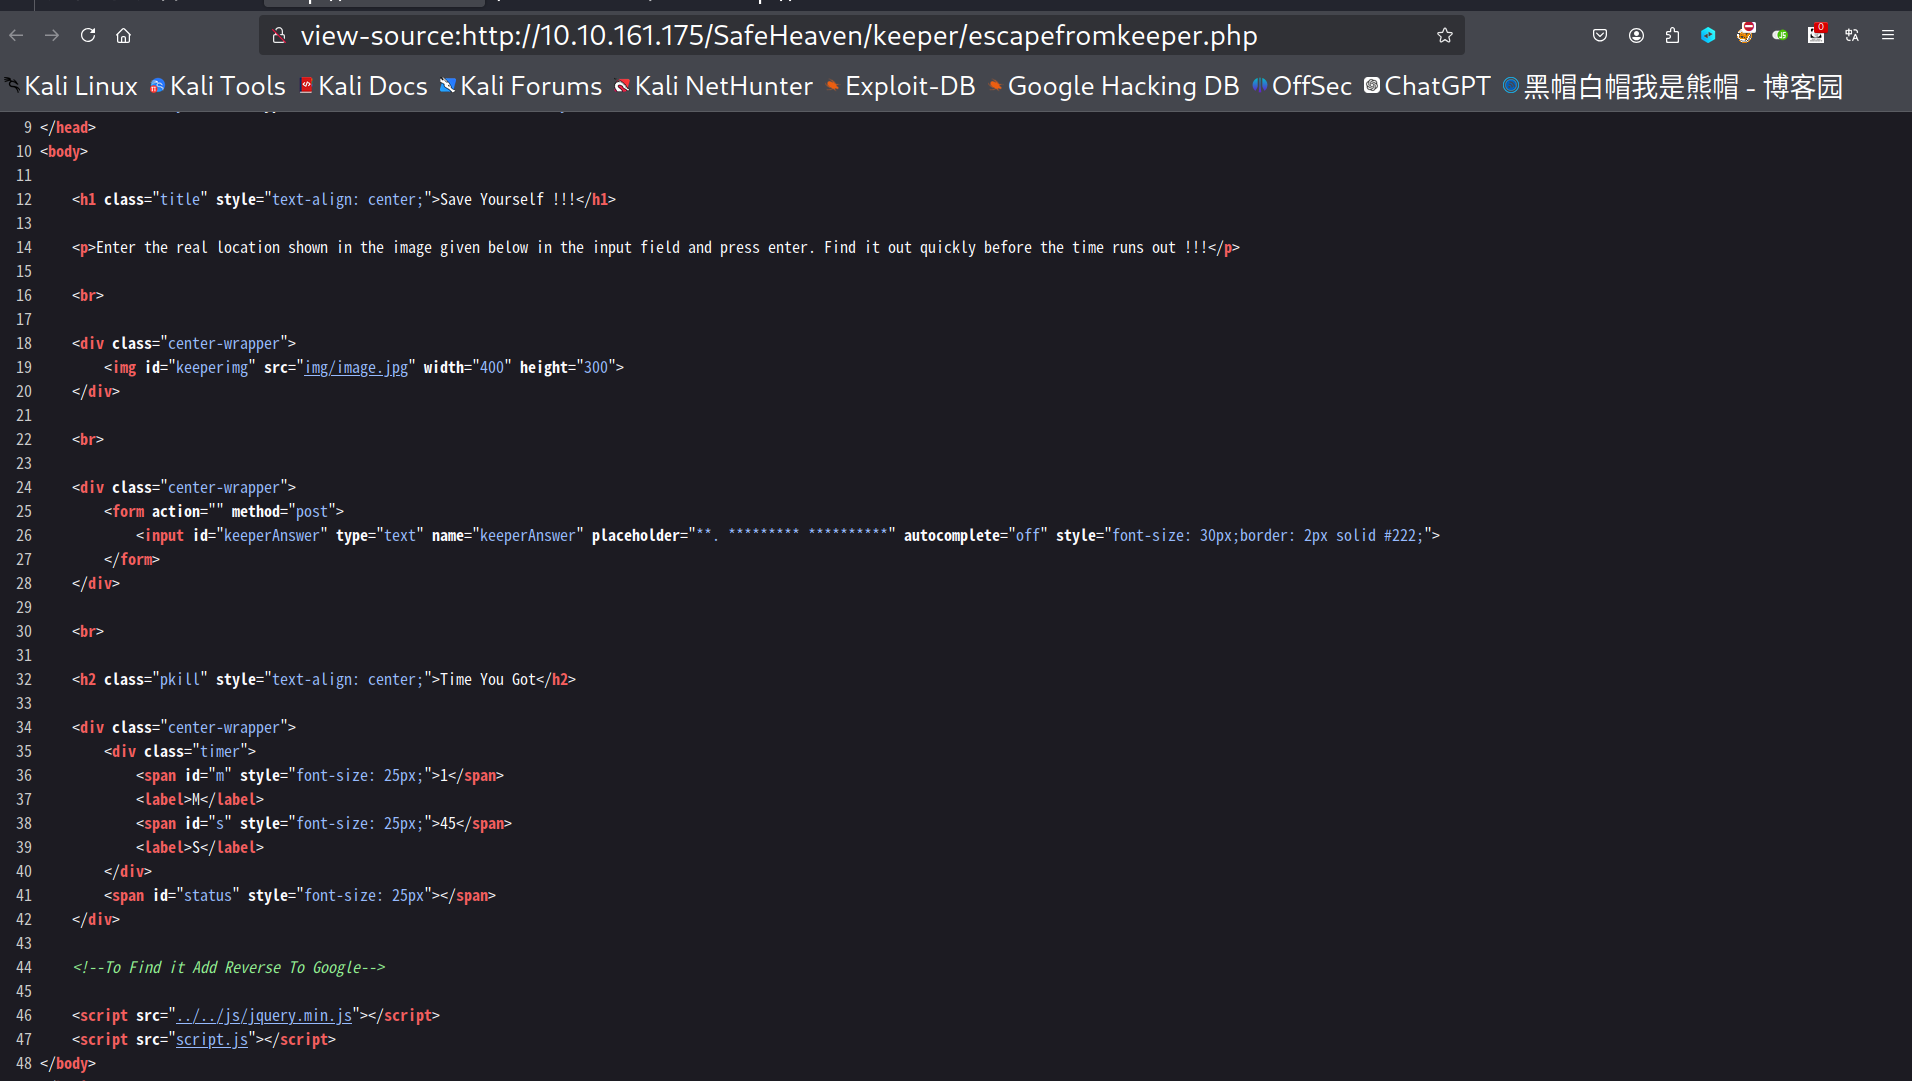 view-source:http://10.10.161.175/SafeHeaven/keeper/escapefromkeeper.php
0
Kali Linux Kali Tools Kali Docs Kali Forums Kali NetHunter Exploit-DB Google Hacking DB OffSec ChatGPT 黑帽白帽我是熊帽 - 博客园
9 </head>
10 <body>
11
12 <h1 class="title" style="text-align: center;">Save Yourself !!!</h1>
13
14 <p>Enter the real location shown in the image given below in the input field and press enter. Find it out quickly before the time runs out !!!</p>
15
16 <br>
17
18 <div class="center-wrapper">
19 <img id="keeperimg" src="img/image.jpg" width="400" height="300">
20 </div>
21
22 <br>
23
24 <div class="center-wrapper">
25 <form action="" method="post">
26 <input id="keeperAnswer" type="text" name="keeperAnswer" placeholder="**. ********* **********" autocomplete="off" style="font-size: 30px;border: 2px solid #222;">
27 </form>
28 </div>
29
30 <br>
31
32 <h2 class="pkill" style="text-align: center;">Time You Got</h2>
33
34 <div class="center-wrapper">
35 <div class="timer">
36 <span id="m" style="font-size: 25px;">1</span>
37 <label>M</label>
38 <span id="s" style="font-size: 25px;">45</span>
39 <label>S</label>
40 </div>
41 <span id="status" style="font-size: 25px"></span>
42 </div>
43
44 <!--To Find it Add Reverse To Google-->
45
46 <script src="../../js/jquery.min.js"></script>
47 <script src="script.js"></script>
48 </body>